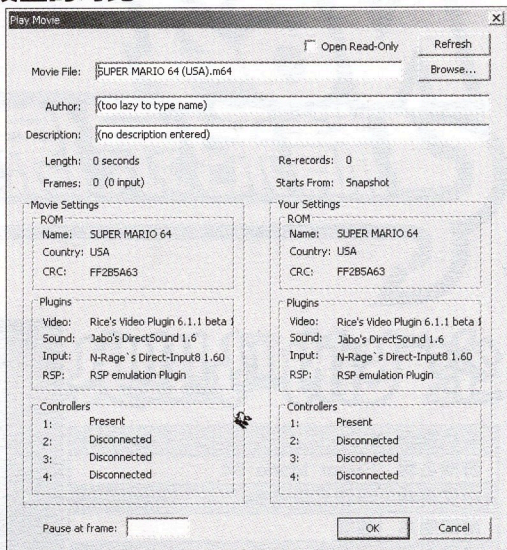 Play Movie
Open Read-Only
Refresh
Movie File: SUPER MARIO 64 (USA).m64
Browse...
Author: (too lazy to type name)
Description: (no description entered)
Length: 0 seconds
Re-records: 0
Frames: 0 (0 input)
Starts From: Snapshot
Movie Settings
ROM
Name: SUPER MARIO 64
Country: USA
CRC: FF2B5A63
Plugins
Video: Rice's Video Plugin 6.1.1 beta
Sound: Jabo's DirectSound 1.6
Input: N-Rage`s Direct-Input8 1.60
RSP: RSP emulation Plugin
Controllers
1: Present
2: Disconnected
3: Disconnected
4: Disconnected
Your Settings
ROM
Name: SUPER MARIO 64
Country: USA
CRC: FF2B5A63
Plugins
Video: Rice's Video Plugin 6.1.1 beta
Sound: Jabo's DirectSound 1.6
Input: N-Rage`s Direct-Input8 1.60
RSP: RSP emulation Plugin
Controllers
1: Present
2: Disconnected
3: Disconnected
4: Disconnected
Pause at frame:
OK
Cancel